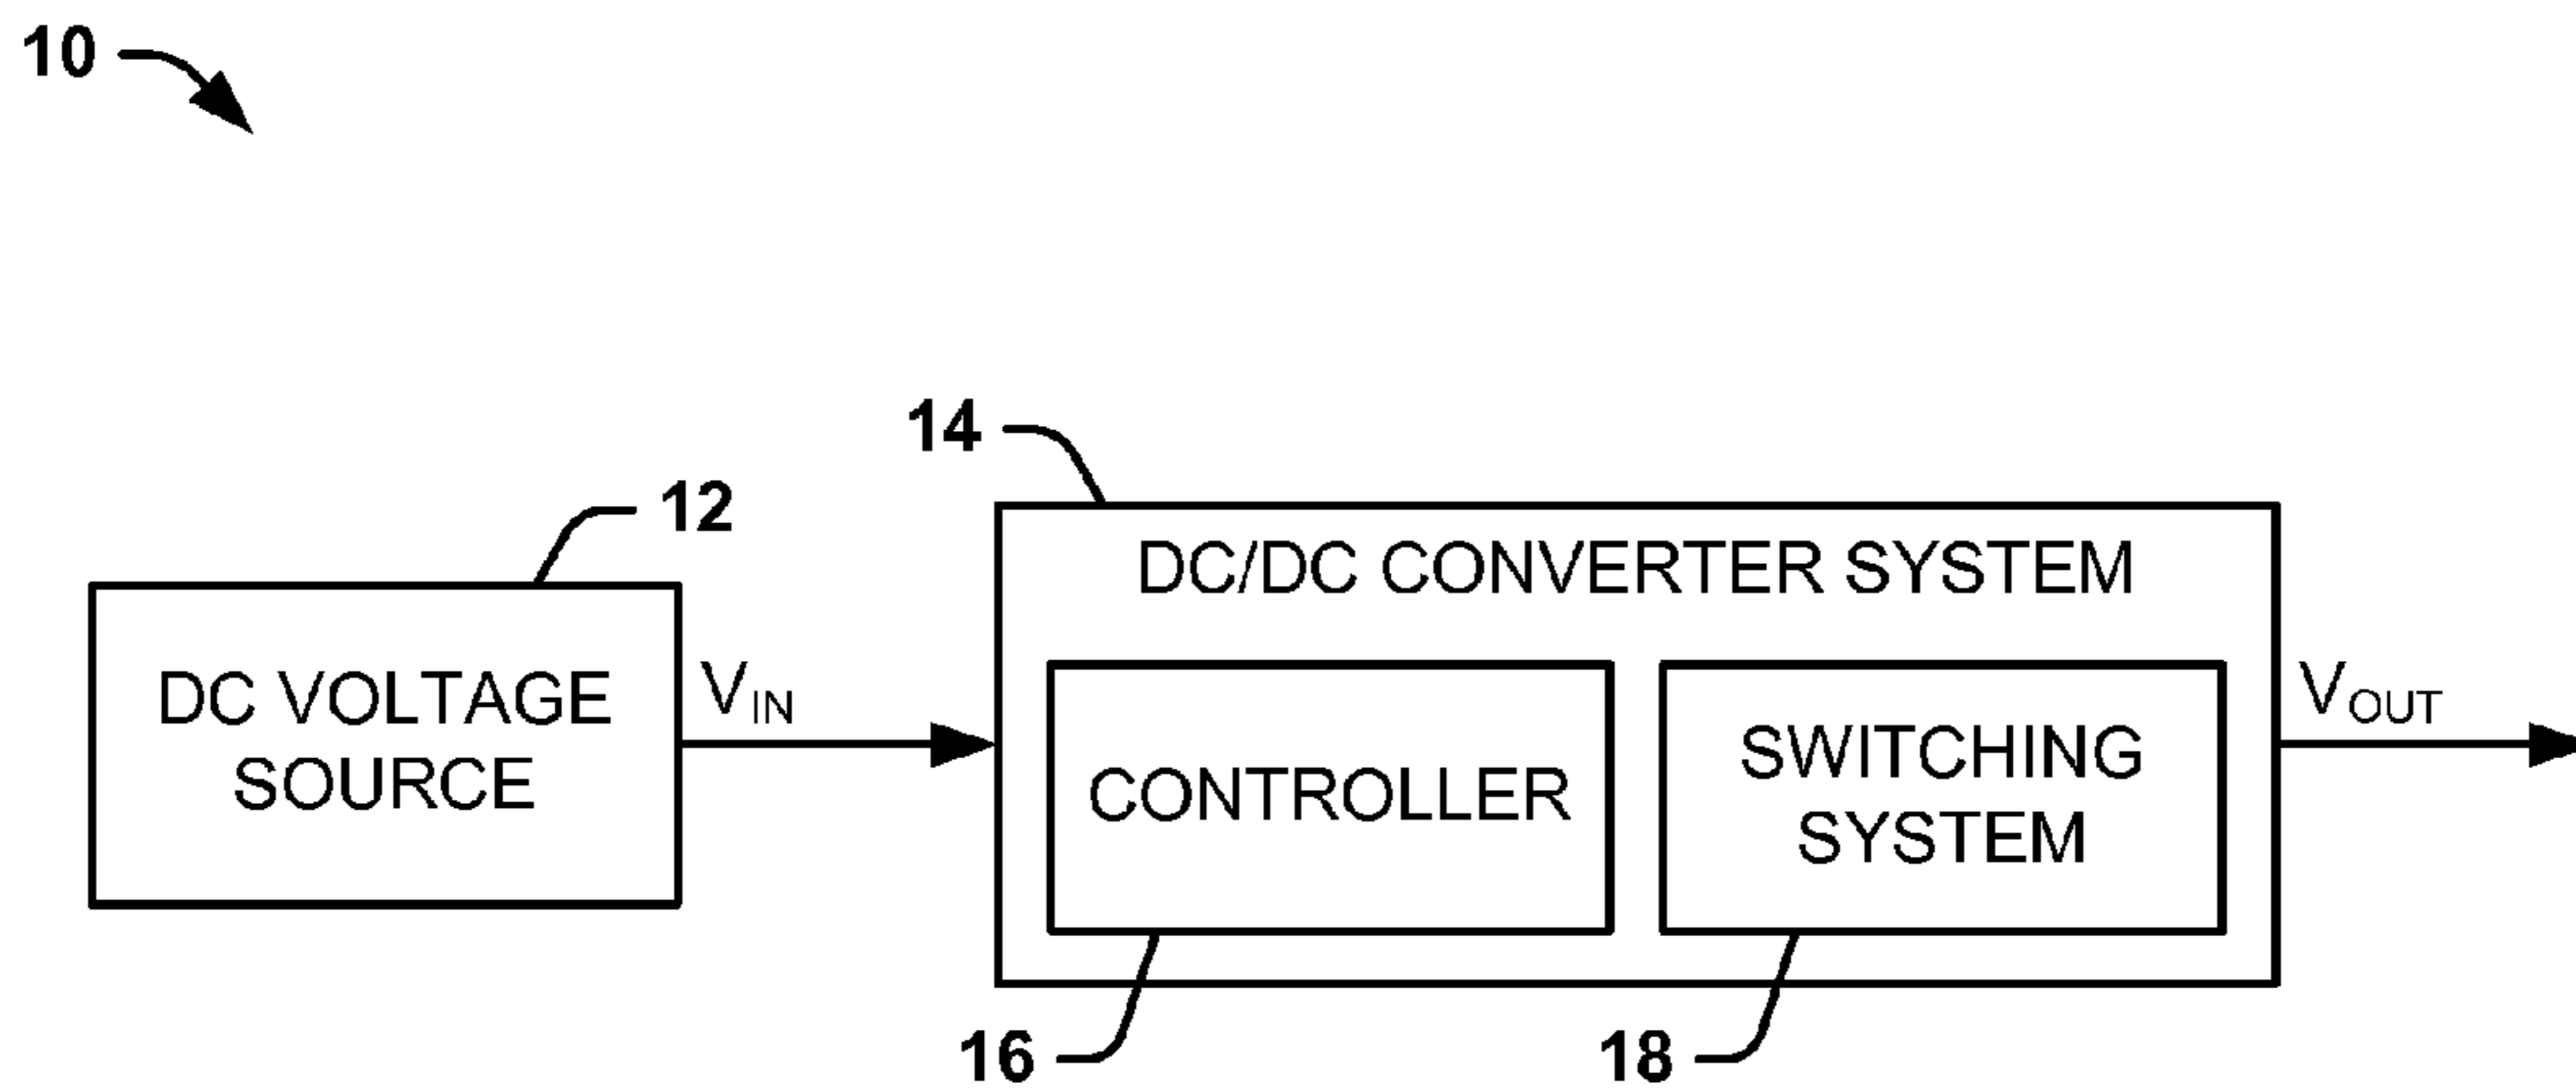 10
14
12
DC/DC CONVERTER SYSTEM
DC VOLTAGE
SOURCE
VIN
CONTROLLER
SWITCHING
SYSTEM
VOUT
16
18